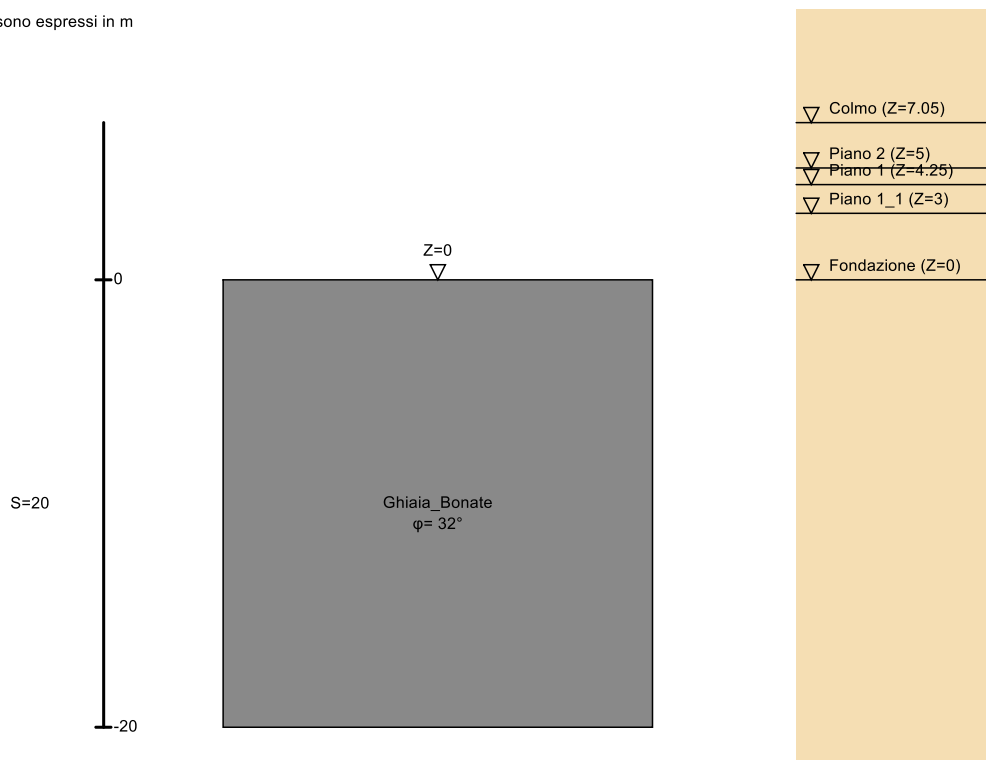 sono espressi in m
Colmo (Z=7.05)
Piano 2 (Z=5)
Piano 1 (Z=4.25)
Piano 1_1 (Z=3)
Z=0
Fondazione (Z=0)
0
S=20
Ghiaia_Bonate
φ= 32°
-20